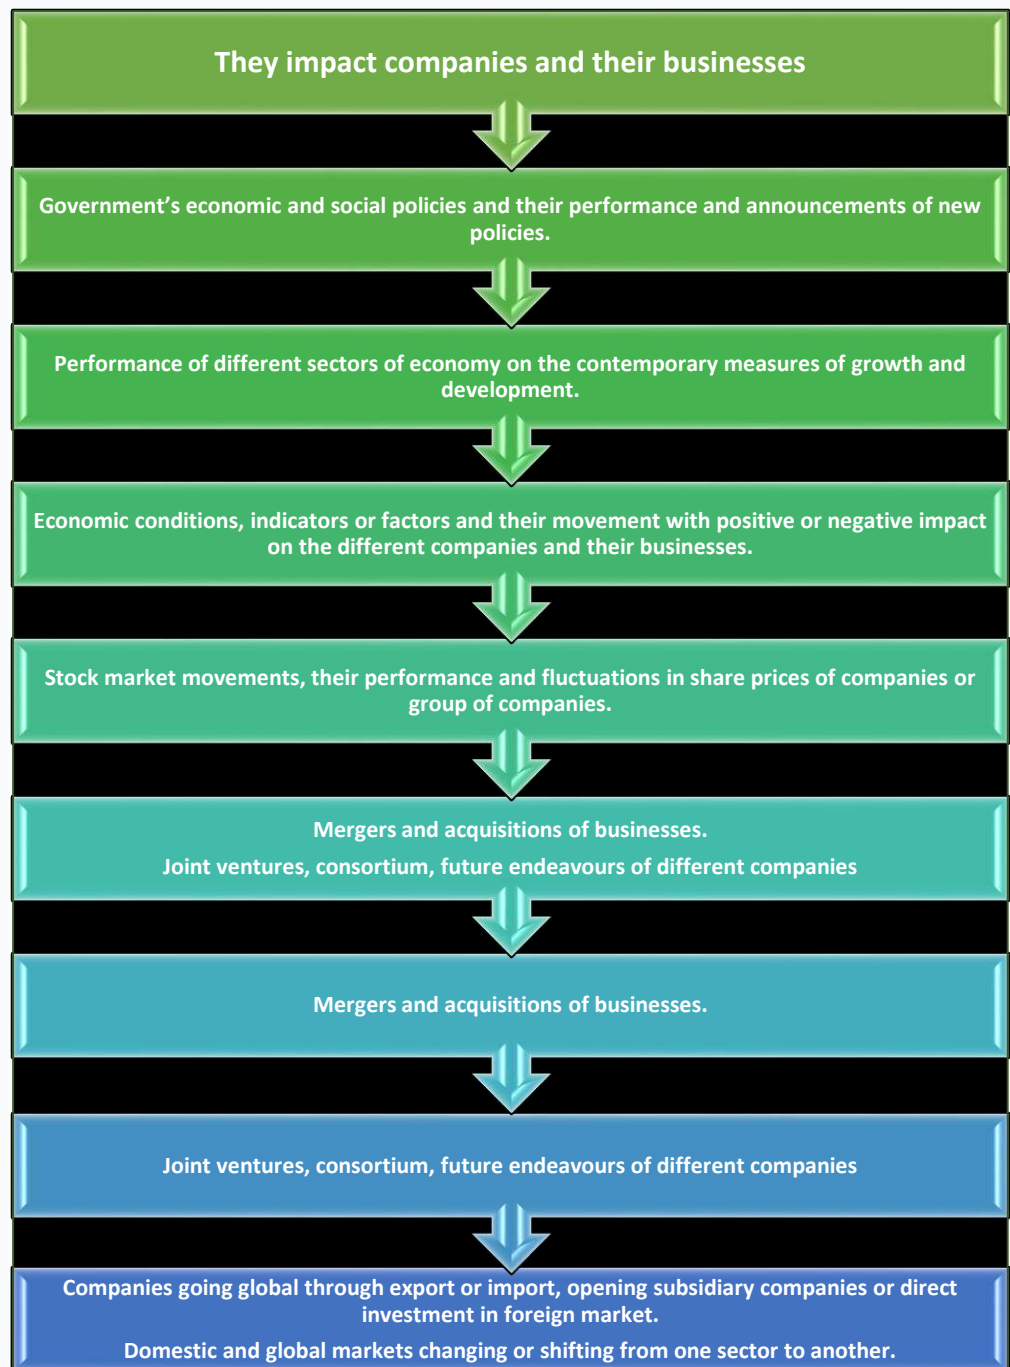 They impact companies and their businesses
Government’s economic and social policies and their performance and announcements of new
policies.
Performance of different sectors of economy on the contemporary measures of growth and
development.
Economic conditions, indicators or factors and their movement with positive or negative impact
on the different companies and their businesses.
Stock market movements, their performance and fluctuations in share prices of companies or
group of companies.
Mergers and acquisitions of businesses.
Joint ventures, consortium, future endeavours of different companies
Mergers and acquisitions of businesses.
Joint ventures, consortium, future endeavours of different companies
Companies going global through export or import, opening subsidiary companies or direct
investment in foreign market.
Domestic and global markets changing or shifting from one sector to another.